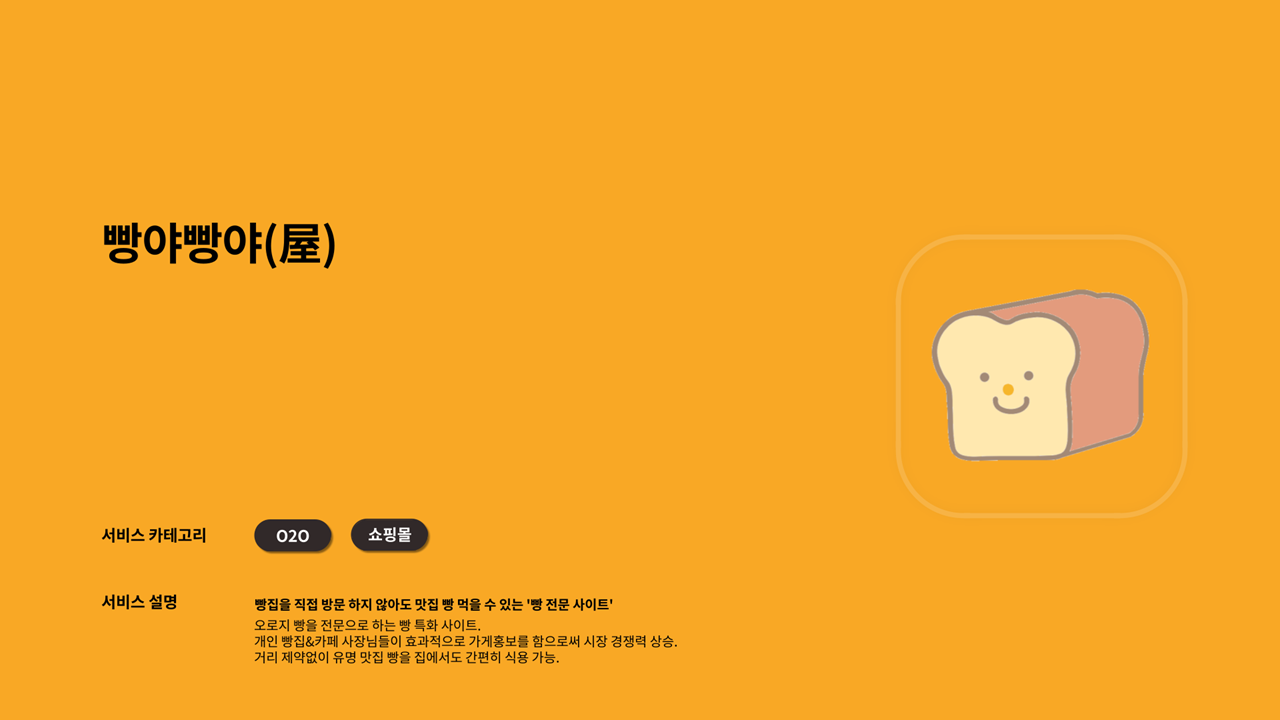 빵야빵야(屋)
서비스 카테고리
O2O
쇼핑몰
서비스 설명
빵집을 직접 방문 하지 않아도 맛집 빵 먹을 수 있는 '빵 전문 사이트'
오로지 빵을 전문으로 하는 빵 특화 사이트.
개인 빵집&카페 사장님들이 효과적으로 가게홍보를 함으로써 시장 경쟁력 상승.
거리 제약없이 유명 맛집 빵을 집에서도 간편히 식용 가능.